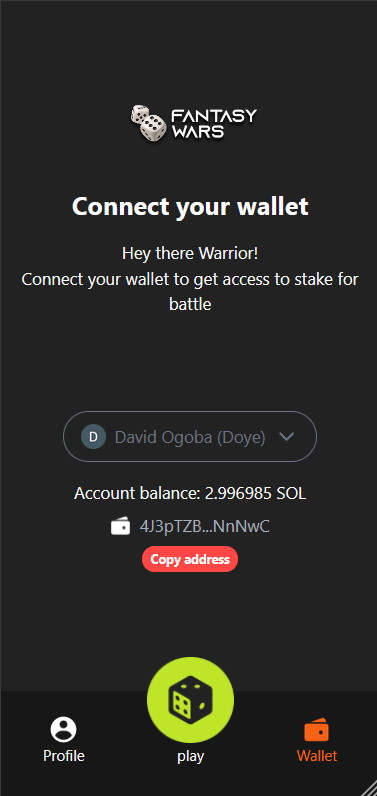 FANTASY
WARS
Connect your wallet
Hey there Warrior!
Connect your wallet to get access to stake for
battle
D David Ogoba (Doye)
Account balance: 2.996985 SOL
4J3pTZB...NnNwC
Copy address
Profile
play
Wallet